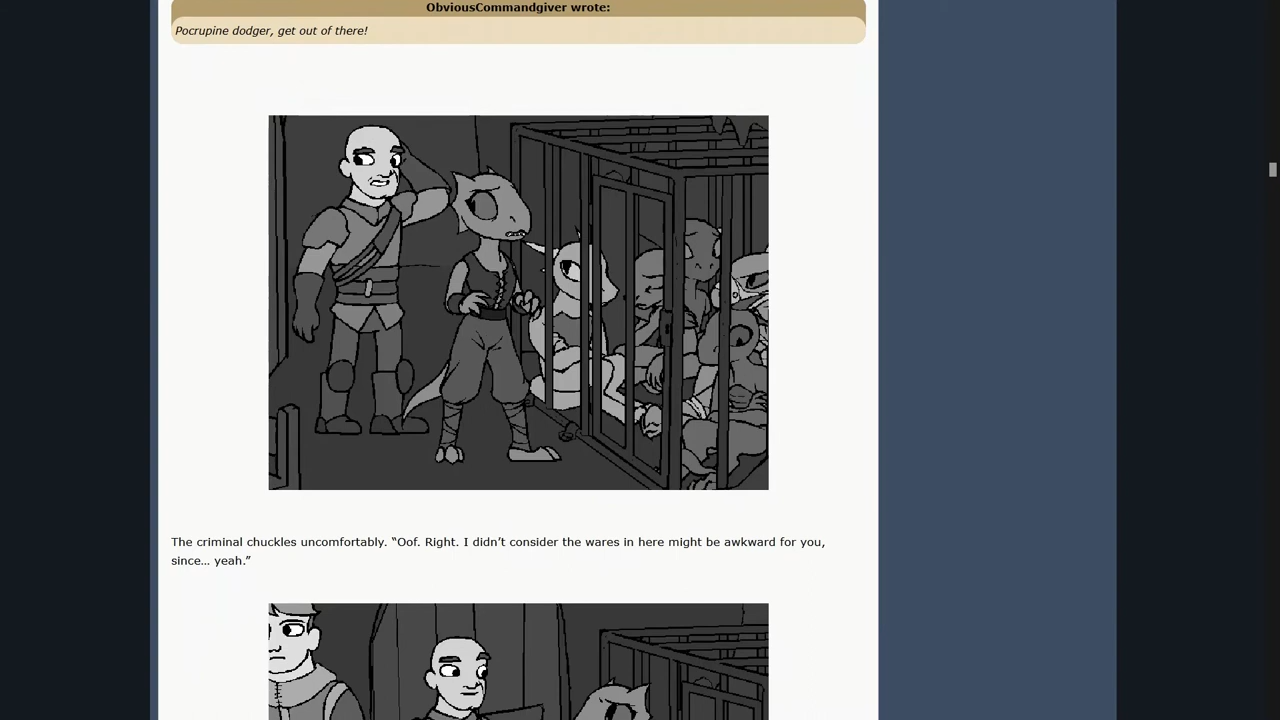 ObviousCommandgiver wrote:
Pocrupine dodger, get out of there!
The criminal chuckles uncomfortably. “Oof. Right. I didn’t consider the wares in here might be awkward for you,
since… yeah.”